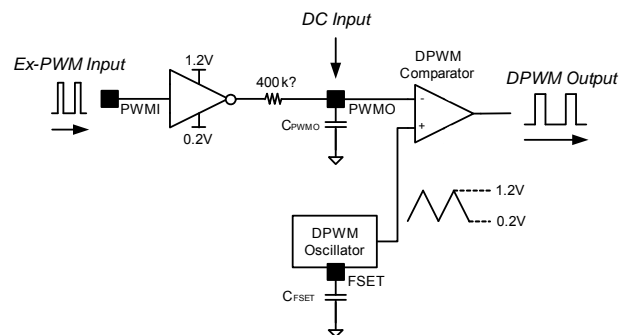 DC Input
Ex-PWM Input
1.2V
400k?
DPWM
Comparator
DPWM Output
PWMI
PWMO
-
+
CPWMO
0.2V
1.2V
0.2V
DPWM
Oscillator
FSET
CFSET